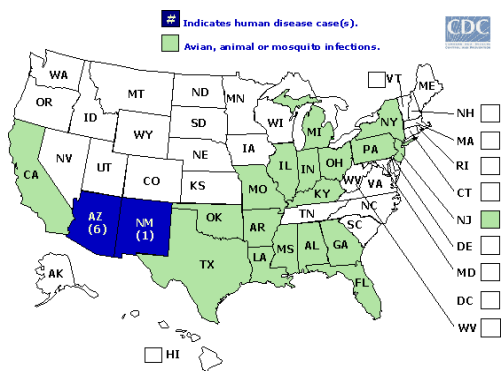 # Indicates human disease case(s).
Avian, animal or mosquito infections.
CDC
WA
OR
CA
NV
ID
MT
WY
UT
CO
AZ
(6)
NM
(1)
ND
SD
NE
KS
OK
TX
MN
IA
MO
AR
LA
WI
IL
MI
IN
OH
KY
TN
MS
AL
GA
FL
SC
NC
VA
WV
PA
NY
VT
ME
NH
MA
RI
CT
NJ
DE
MD
DC
WV
AK
HI